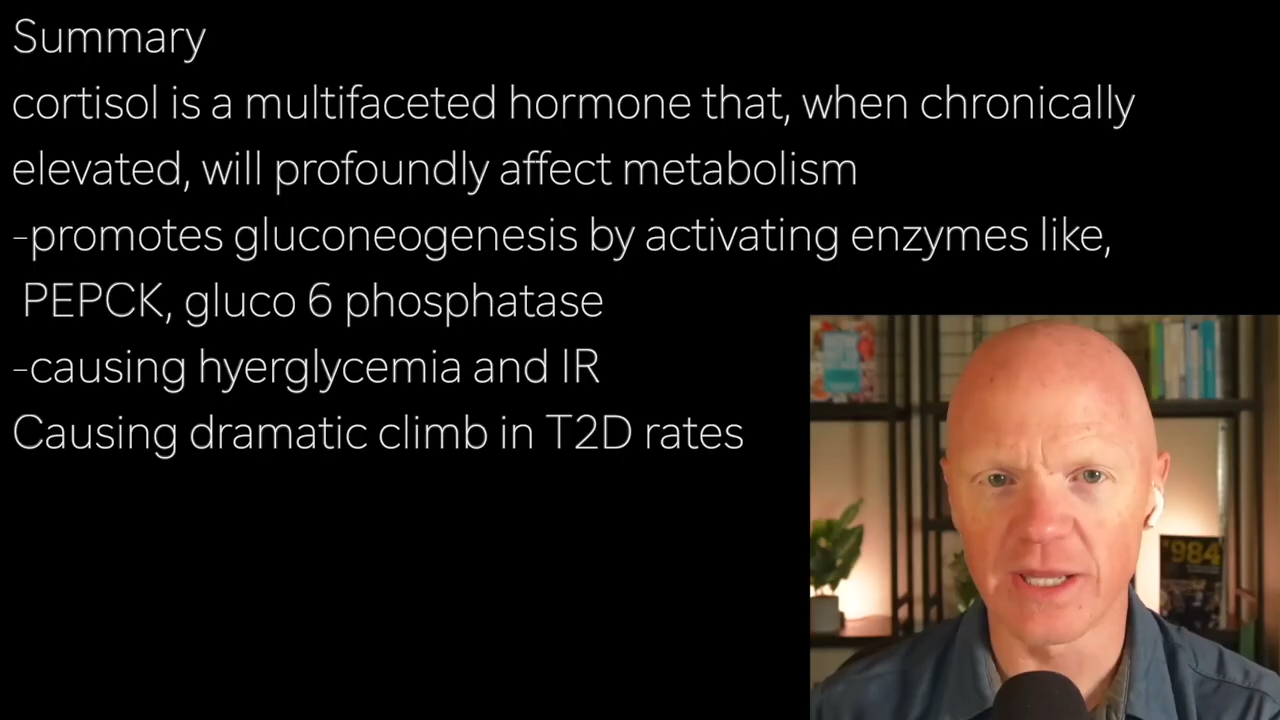 Summary
cortisol is a multifaceted hormone that, when chronically
elevated, will profoundly affect metabolism
-promotes gluconeogenesis by activating enzymes like,
PEPCK, gluco 6 phosphatase
-causing hyerglycemia and IR
Causing dramatic climb in T2D rates
'984